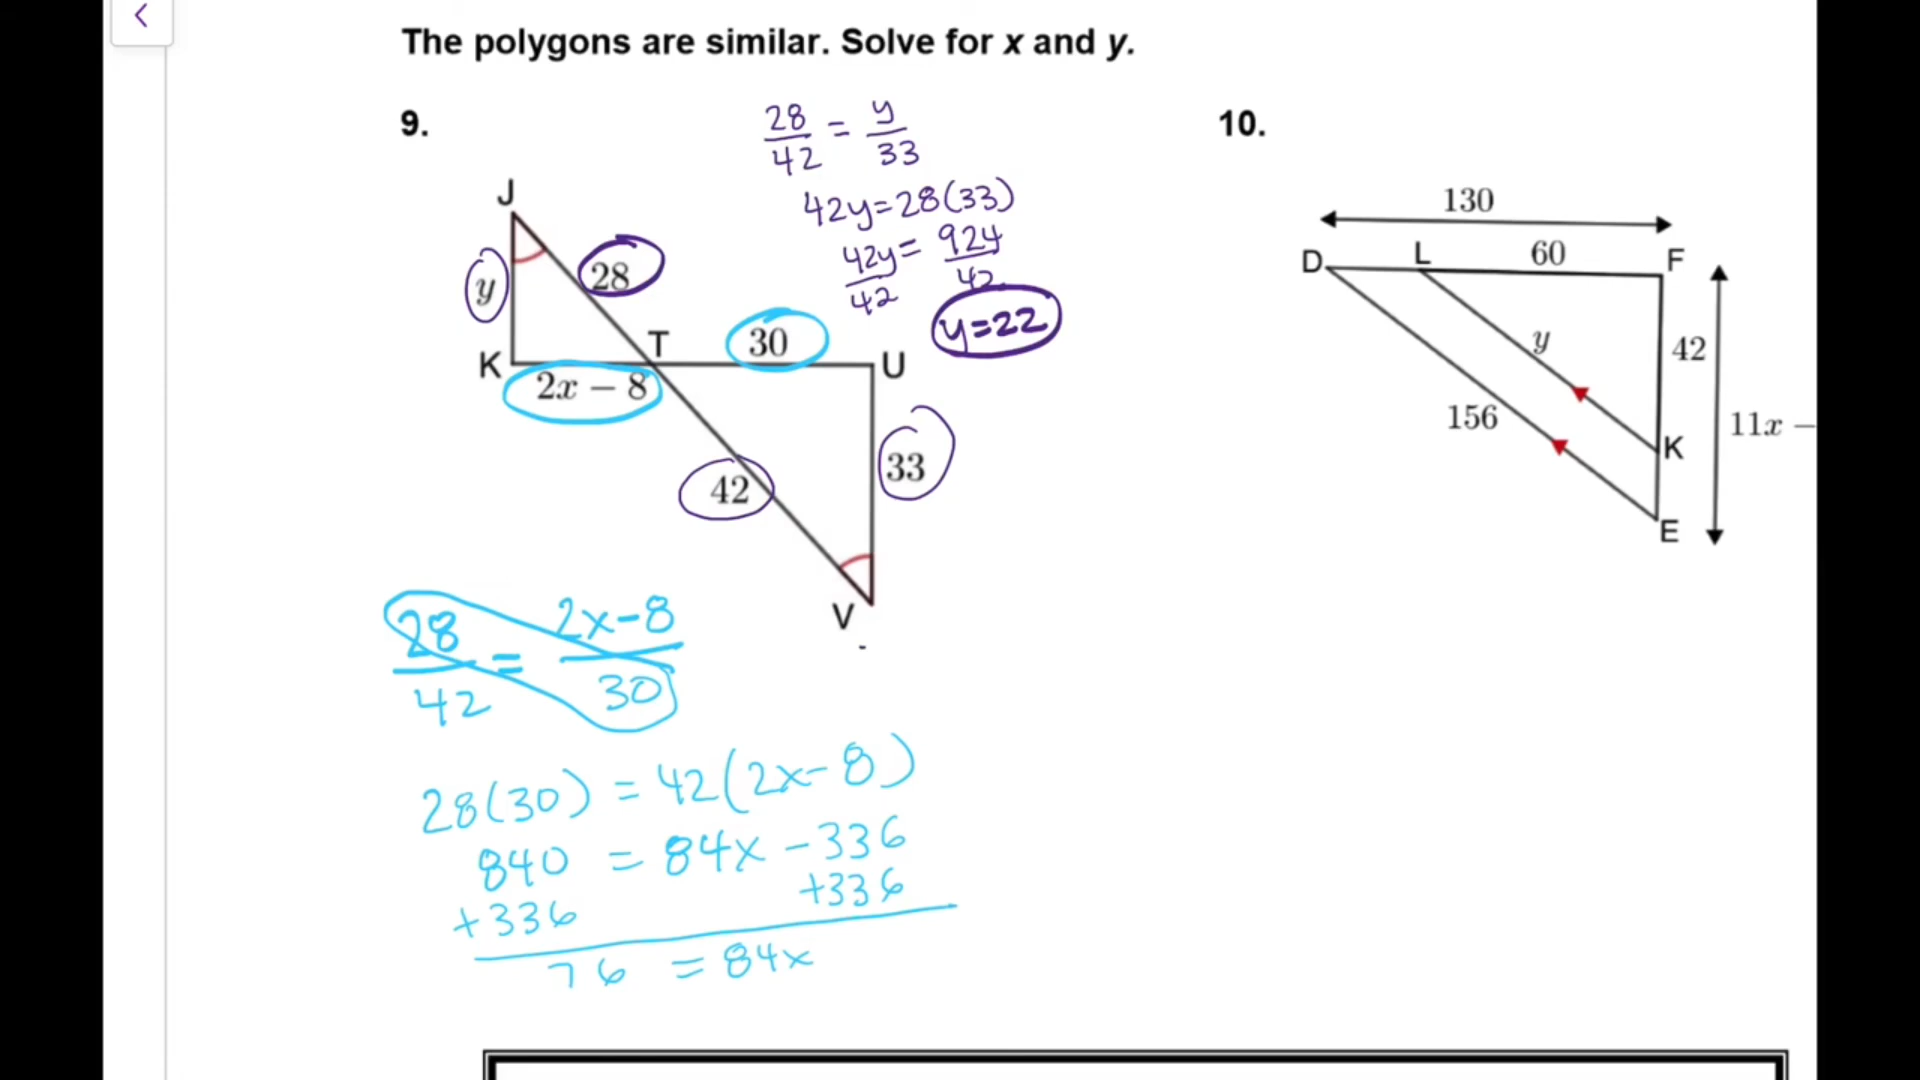 The polygons are similar. Solve for x and y.
9.
28/42 = y/33
42y=28(33)
42y/42 = 924/42
y=22
J
y
28
K
T
30
U
2x − 8
42
33
V
28/42 = 2x-8/30
28(30) = 42(2x-8)
840 = 84x -336
+336 +336
76 = 84x
10.
130
D
L
60
F
y
42
156
11x −
K
E